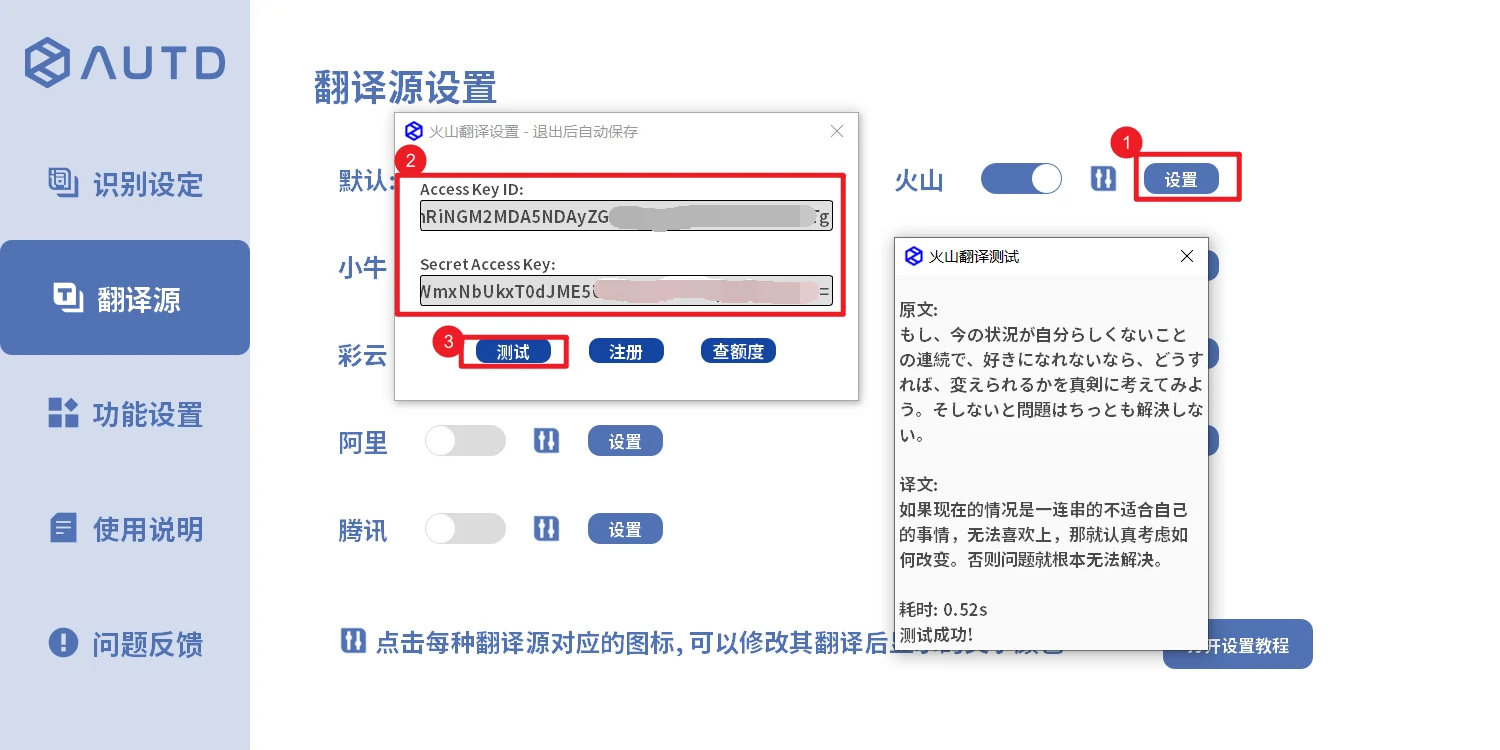 AUTD
识别设定
翻译源
功能设置
使用说明
问题反馈
翻译源设置
默认:
小牛
彩云
阿里
设置
腾讯
设置
火山
设置
1
火山翻译设置 - 退出后自动保存
2
Access Key ID:
RiNGM2MDA5NDAyZG
g
Secret Access Key:
WmxNbUkxT0dJME5
=
3
测试
注册
查额度
火山翻译测试
原文:
もし、今の状況が自分らしくないこと
の連続で、好きになれないなら、どうす
れば、変えられるかを真剣に考えてみよ
う。そしないと問題はちっとも解決しな
い。
译文:
如果现在的情况是一连串的不适合自己
的事情，无法喜欢上，那就认真考虑如
何改变。否则问题就根本无法解决。
耗时: 0.52s
测试成功!
点击每种翻译源对应的图标,可以修改其翻译后
开设置教程